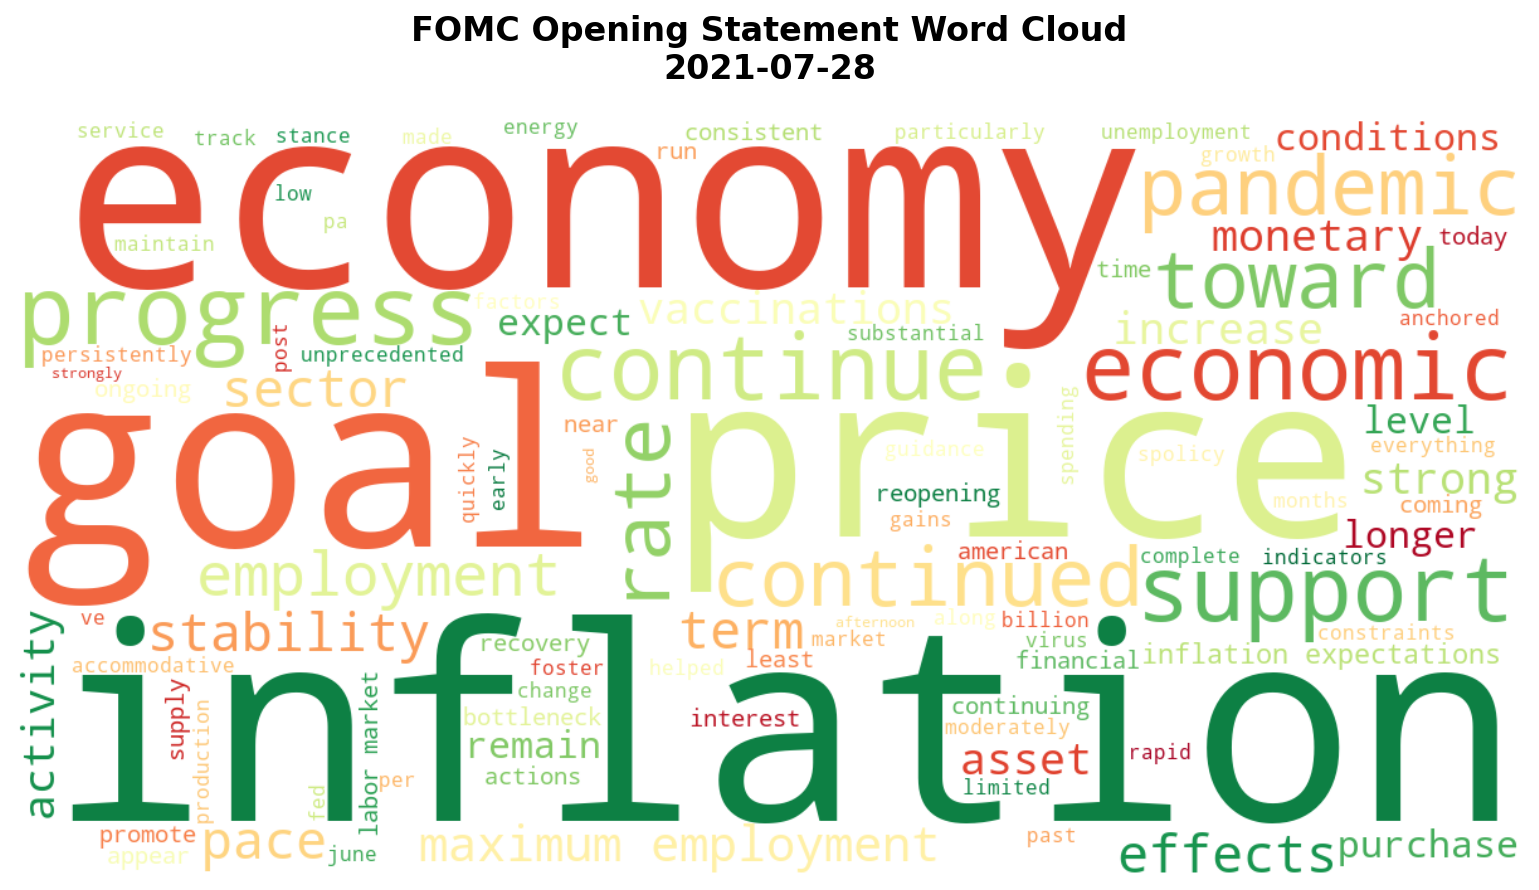 FOMC Opening Statement Word Cloud
2021-07-28
service
track
stance
made
energy
consistent
particularly
unemployment
conditions
economy
run
growth
pandemic
low
pa
maintain
monetary
today
time
toward
progress
factors
expect
vaccinations
substantial
increase
anchored
persistently
post
unprecedented
strongly
ongoing
sector
continue
economic
goal
price
spending
near
rate
level
everything
quickly
early
good
guidance
spolicy
strong
reopening
gains
months
coming
longer
employment
continued
american
complete
indicators
support
activity
ve
stability
inflation
recovery
term
market
afternoon
along
billion
virus
constraints
accommodative
foster
helped
least
financial
inflation expectations
supply
production
labor market
change
bottleneck
interest
continuing
moderately
remain
actions
asset
rapid
limited
per
fed
promote
appear
pace
june
maximum employment
past
effects
purchase